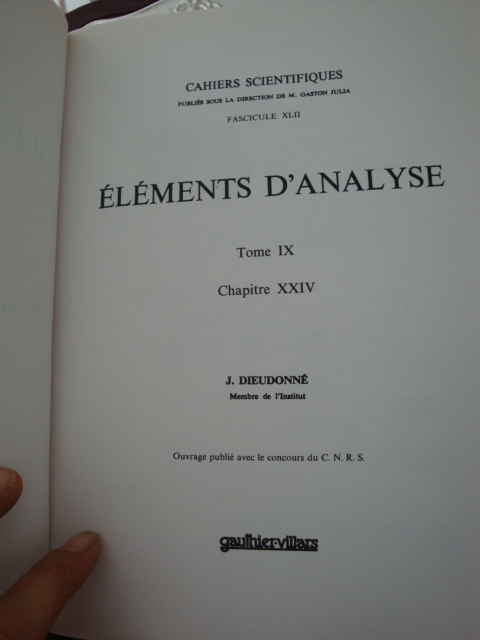 CAHIERS SCIENTIFIQUES
PUBLIÉS SOUS LA DIRECTION DE M. GASTON JULIA
FASCICULE XLII
ÉLÉMENTS D'ANALYSE
Tome IX
Chapitre XXIV
J. DIEUDONNÉ
Membre de l'Institut
Ouvrage publié avec le concours du C. N. R. S.
gauthier-villars